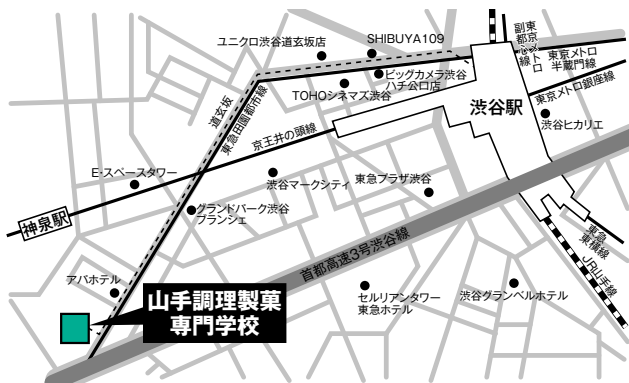 ユニクロ渋谷道玄坂店
SHIBUYA109
東京メトロ
副都心線
東京メトロ
半蔵門線
ビックカメラ渋谷
ハチ公口店
TOHOシネマズ渋谷
東京メトロ銀座線
渋谷駅
渋谷ヒカリエ
道玄坂
東急田園都市線
京王井の頭線
E・スペースタワー
渋谷マークシティ
東急プラザ渋谷
グランドパーク渋谷
ブランシェ
神泉駅
首都高速3号渋谷線
東急
東横線
JR山手線
アパホテル
山手調理製菓
専門学校
セルリアンタワー
東急ホテル
渋谷グランベルホテル